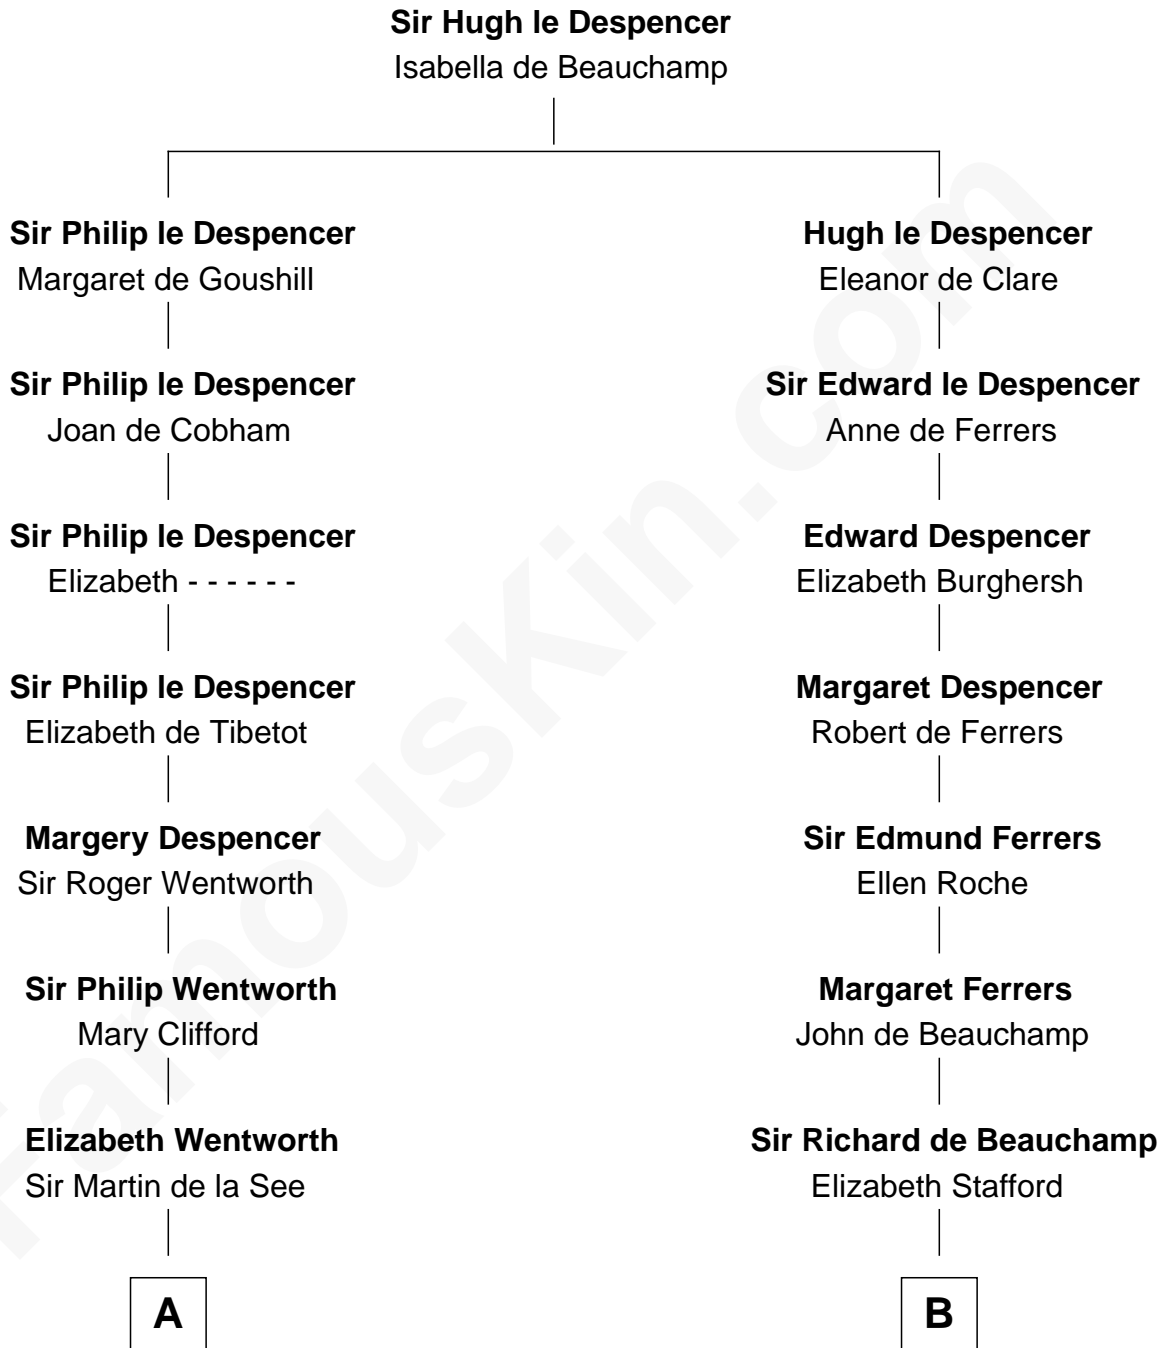 Sir Hugh le Despencer
Isabella de Beauchamp
Sir Philip le Despencer
Margaret de Goushill
Hugh le Despencer
Eleanor de Clare
Sir Philip le Despencer
Joan de Cobham
Sir Edward le Despencer
Anne de Ferrers
Sir Philip le Despencer
Elizabeth - - - - - -
Edward Despencer
Elizabeth Burghersh
Sir Philip le Despencer
Elizabeth de Tibetot
Margaret Despencer
Robert de Ferrers
Margery Despencer
Sir Roger Wentworth
Sir Edmund Ferrers
Ellen Roche
Sir Philip Wentworth
Mary Clifford
Margaret Ferrers
John de Beauchamp
Elizabeth Wentworth
Sir Martin de la See
Sir Richard de Beauchamp
Elizabeth Stafford
A
B
FamousKin.com